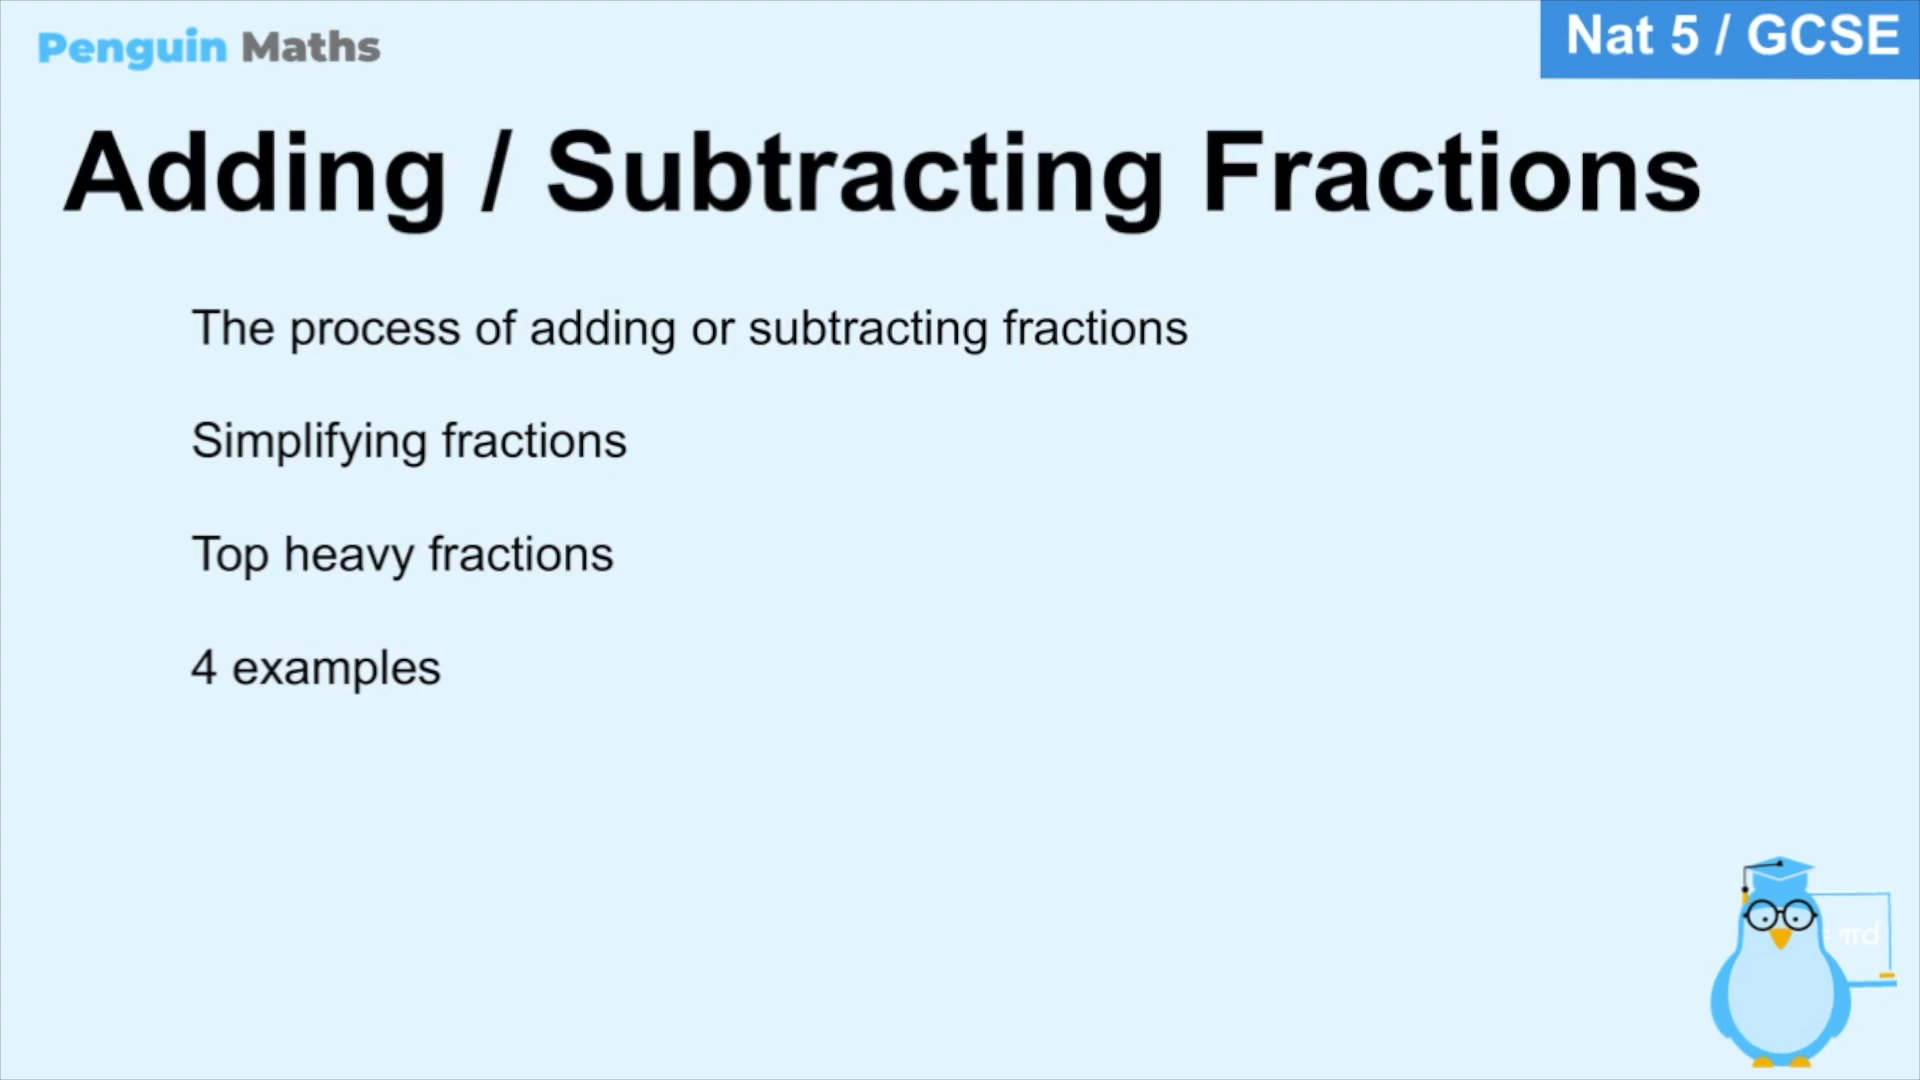 Penguin Maths
Nat 5 / GCSE
Adding / Subtracting Fractions
The process of adding or subtracting fractions
Simplifying fractions
Top heavy fractions
4 examples
= πd